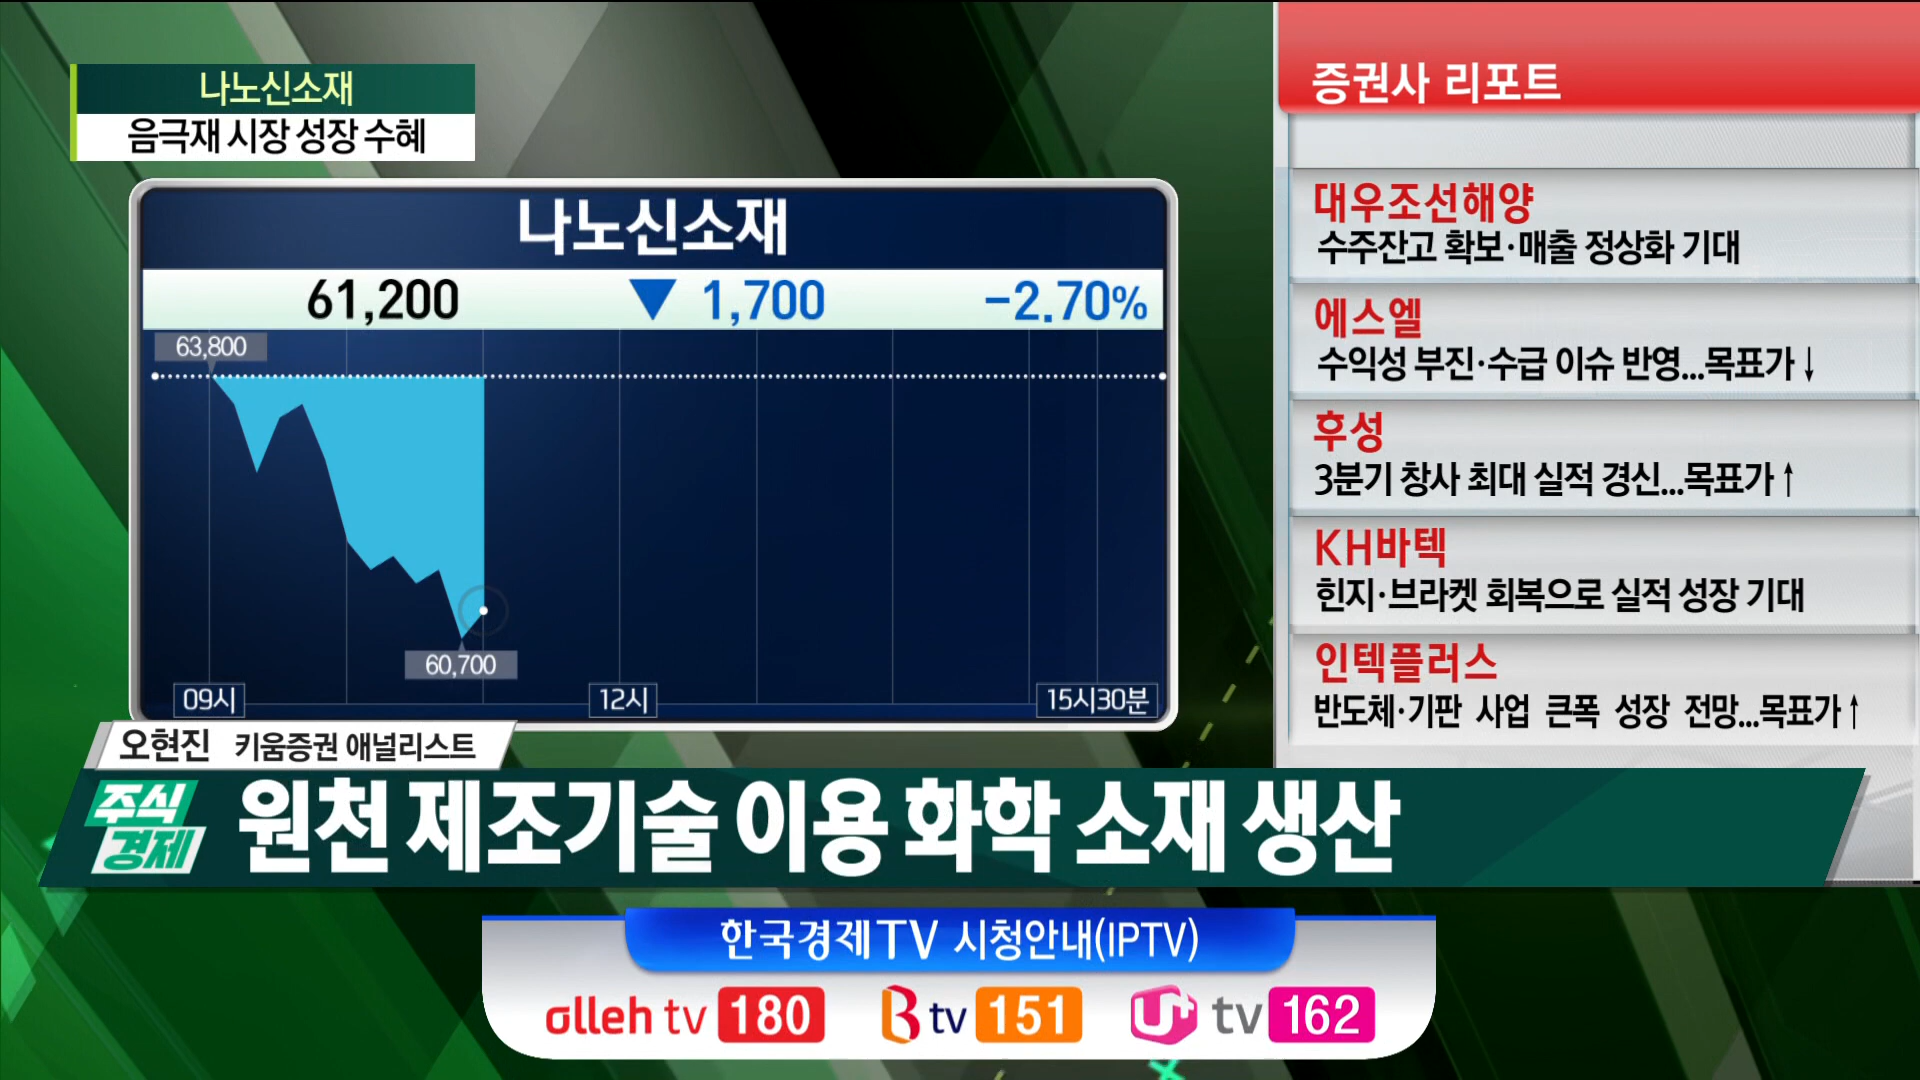 나노신소재
음극재 시장 성장 수혜
나노신소재
61,200 ▼ 1,700 -2.70%
63,800
60,700
09시 12시 15시30분
증권사 리포트
대우조선해양
수주잔고 확보·매출 정상화 기대
에스엘
수익성 부진·수급 이슈 반영...목표가↓
후성
3분기 창사 최대 실적 경신...목표가↑
KH바텍
힌지·브라켓 회복으로 실적 성장 기대
인텍플러스
반도체·기판 사업 큰폭 성장 전망...목표가↑
오현진 키움증권 애널리스트
주식
경제
원천 제조기술 이용 화학 소재 생산
한국경제TV 시청안내(IPTV)
olleh tv 180 B tv 151 U+ tv 162